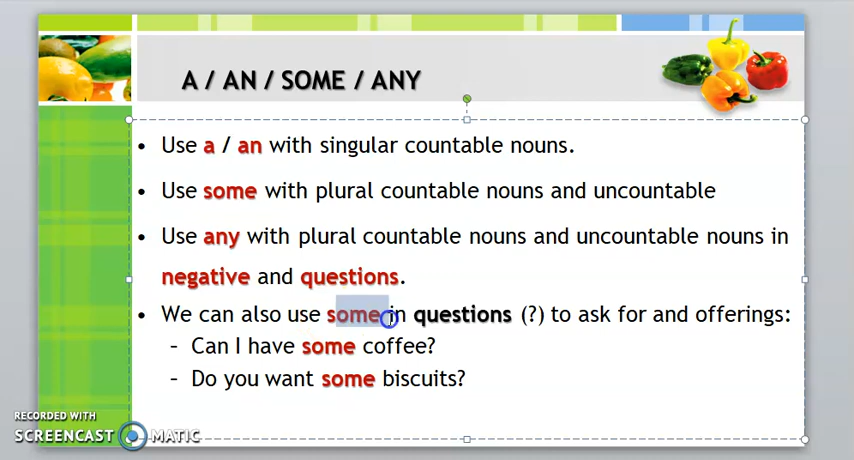 A / AN / SOME / ANY
• Use a / an with singular countable nouns.
• Use some with plural countable nouns and uncountable
• Use any with plural countable nouns and uncountable nouns in
negative and questions.
• We can also use some in questions (?) to ask for and offerings:
- Can I have some coffee?
- Do you want some biscuits?
RECORDED WITH
SCREENCAST MATIC